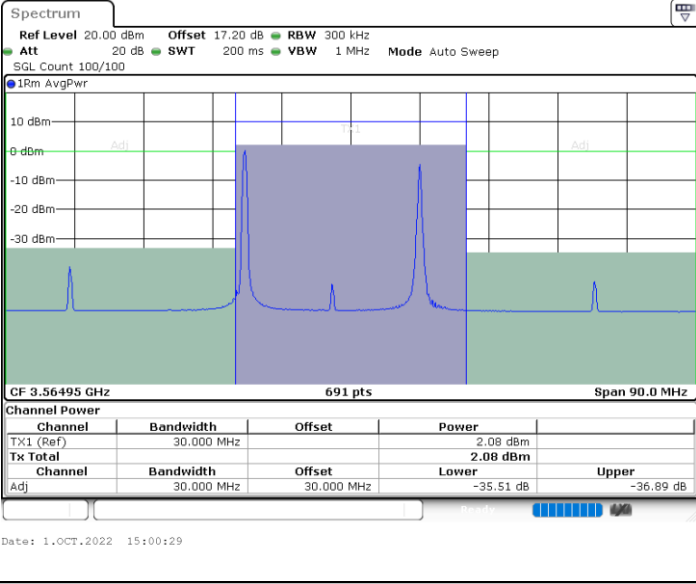 Spectrum
Ref Level 20.00 dBm Offset 17.20 dB RBW 300 kHz
Att 20 dB SWT 200 ms VBW 1 MHz Mode Auto Sweep
SGL Count 100/100
1Rm AvgPwr
10 dBm
Adj TX1 Adj
0 dBm
-10 dBm
-20 dBm
-30 dBm
CF 3.56495 GHz 691 pts Span 90.0 MHz
Channel Power
Channel Bandwidth Offset Power
TX1 (Ref) 30.000 MHz 2.08 dBm
Tx Total 2.08 dBm
Channel Bandwidth Offset Lower Upper
Adj 30.000 MHz 30.000 MHz -35.51 dB -36.89 dB
Ready
Date: 1.OCT.2022 15:00:29